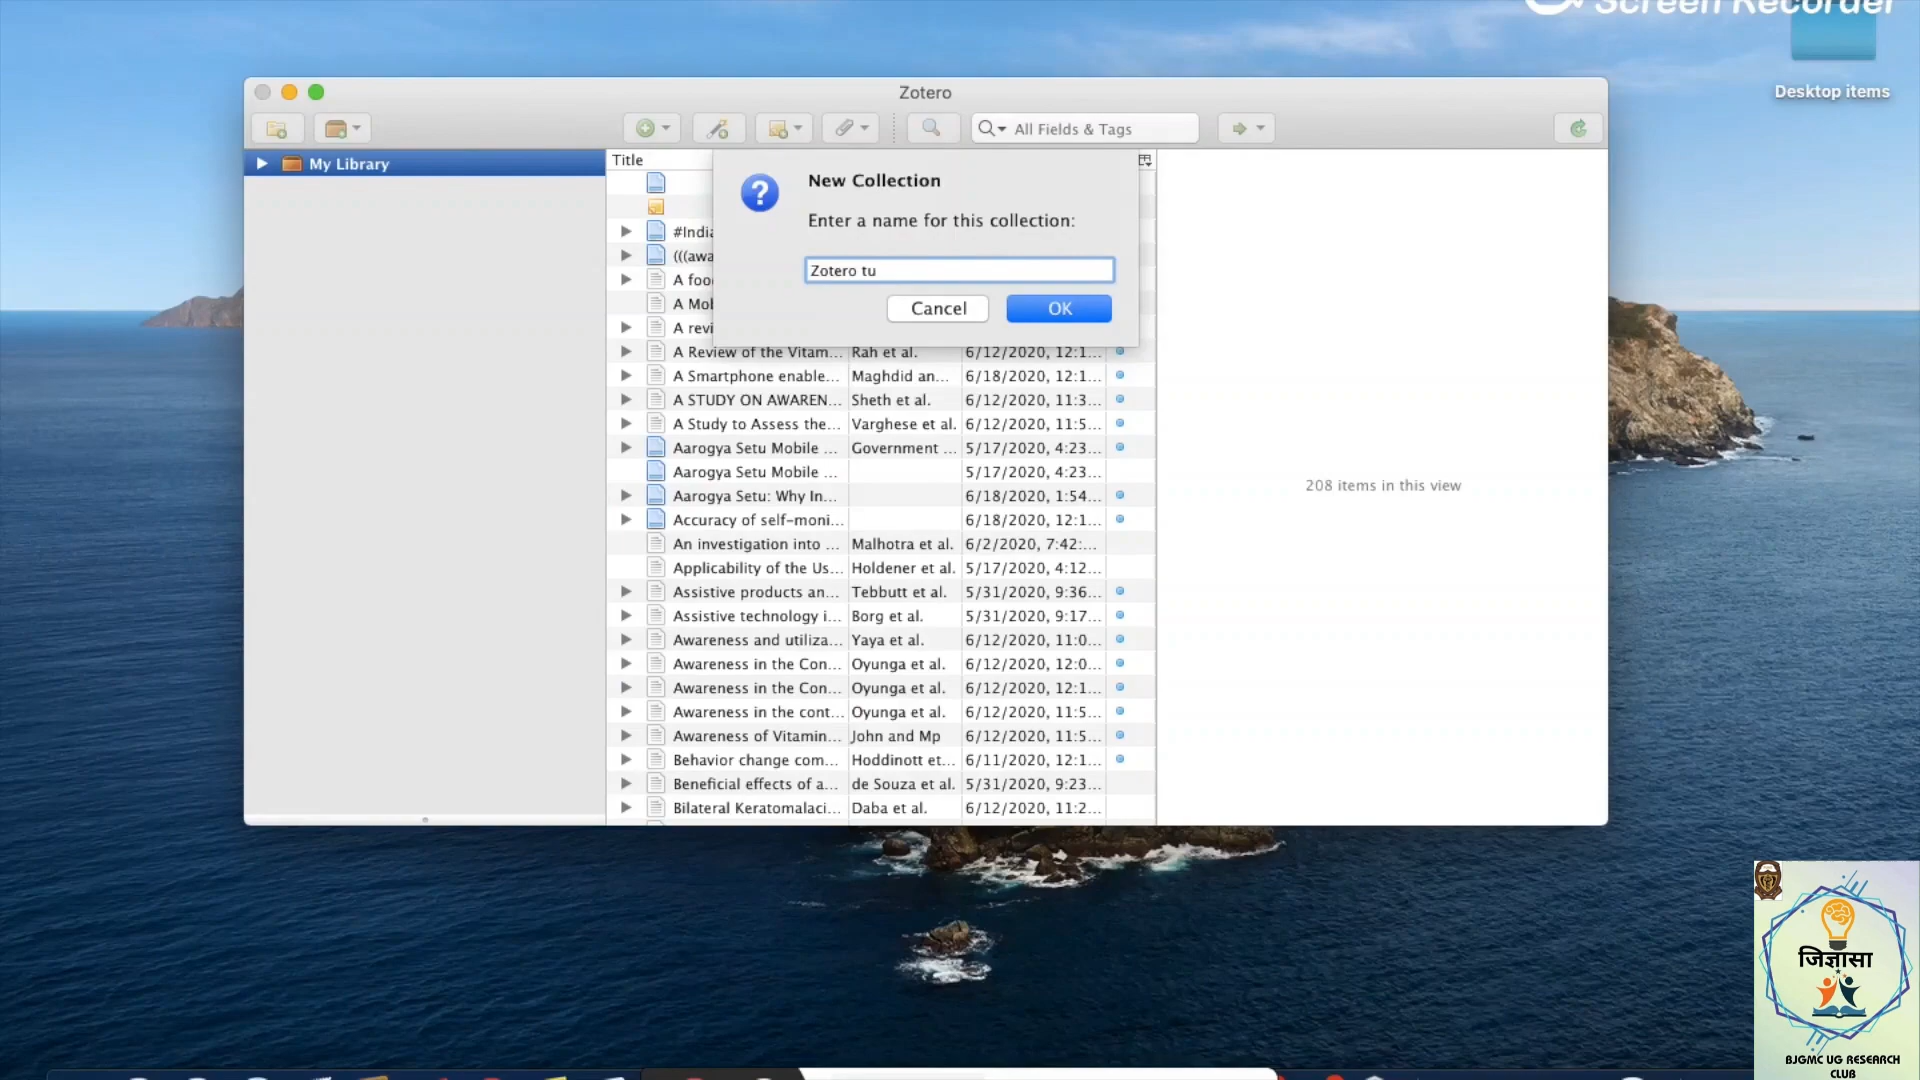 Screen Recorder
Desktop items
Zotero
All Fields & Tags
My Library
Title
New Collection
Enter a name for this collection:
Zotero tu
Cancel
OK
#India
(((awa
A foo
A Mob
A revi
A Review of the Vitam... Rah et al. 6/12/2020, 12:1...
A Smartphone enable... Maghdid an... 6/18/2020, 12:1...
A STUDY ON AWAREN... Sheth et al. 6/12/2020, 11:3...
A Study to Assess the... Varghese et al. 6/12/2020, 11:5...
Aarogya Setu Mobile ... Government ... 5/17/2020, 4:23...
Aarogya Setu Mobile ... 5/17/2020, 4:23...
Aarogya Setu: Why In... 6/18/2020, 1:54...
Accuracy of self-moni... 6/18/2020, 12:1...
An investigation into ... Malhotra et al. 6/2/2020, 7:42:...
Applicability of the Us... Holdener et al. 5/17/2020, 4:12...
Assistive products an... Tebbutt et al. 5/31/2020, 9:36...
Assistive technology i... Borg et al. 5/31/2020, 9:17...
Awareness and utiliza... Yaya et al. 6/12/2020, 11:0...
Awareness in the Con... Oyunga et al. 6/12/2020, 12:0...
Awareness in the Con... Oyunga et al. 6/12/2020, 12:1...
Awareness in the cont... Oyunga et al. 6/12/2020, 11:5...
Awareness of Vitamin... John and Mp 6/12/2020, 11:5...
Behavior change com... Hoddinott et... 6/11/2020, 12:1...
Beneficial effects of a... de Souza et al. 5/31/2020, 9:23...
Bilateral Keratomalaci... Daba et al. 6/12/2020, 11:2...
208 items in this view
जिज्ञासा
BJGMC UG RESEARCH
CLUB